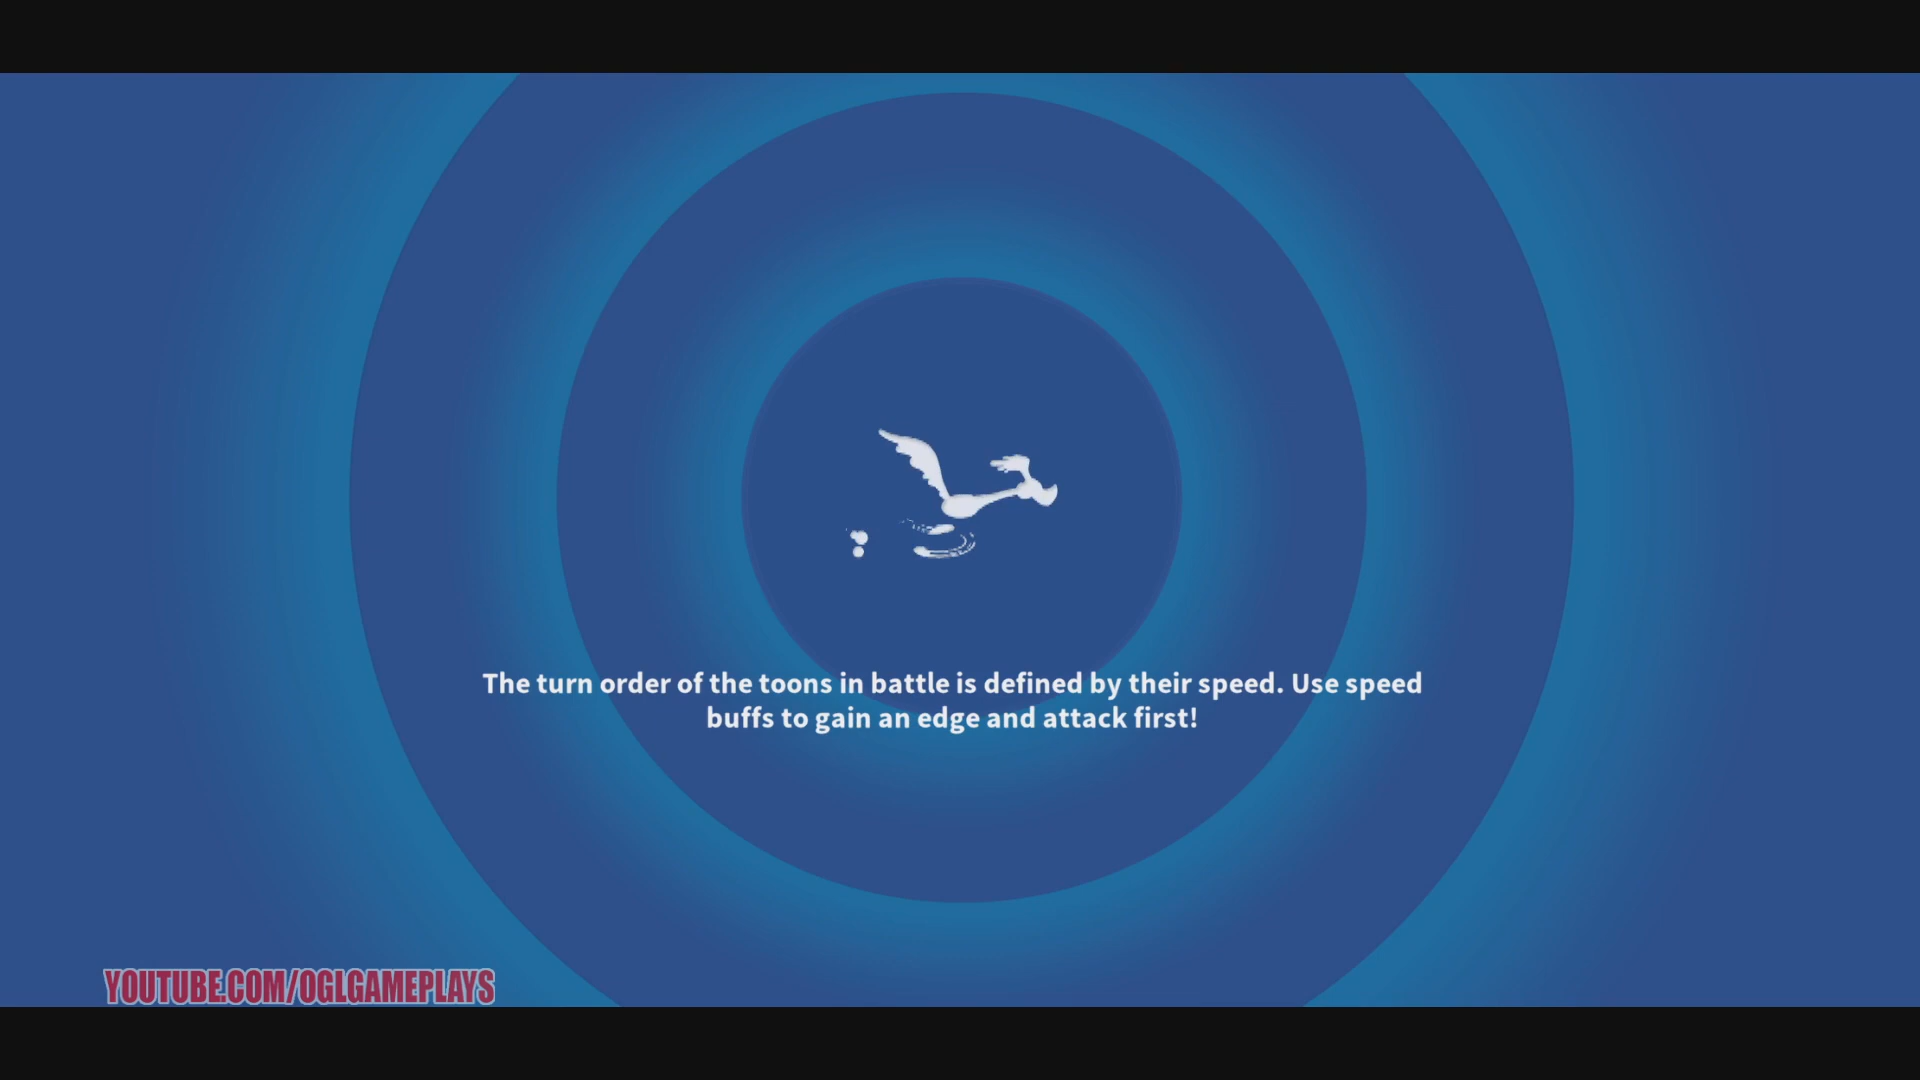 The turn order of the toons in battle is defined by their speed. Use speed
buffs to gain an edge and attack first!
YOUTUBE.COM/OGLGAMEPLAYS